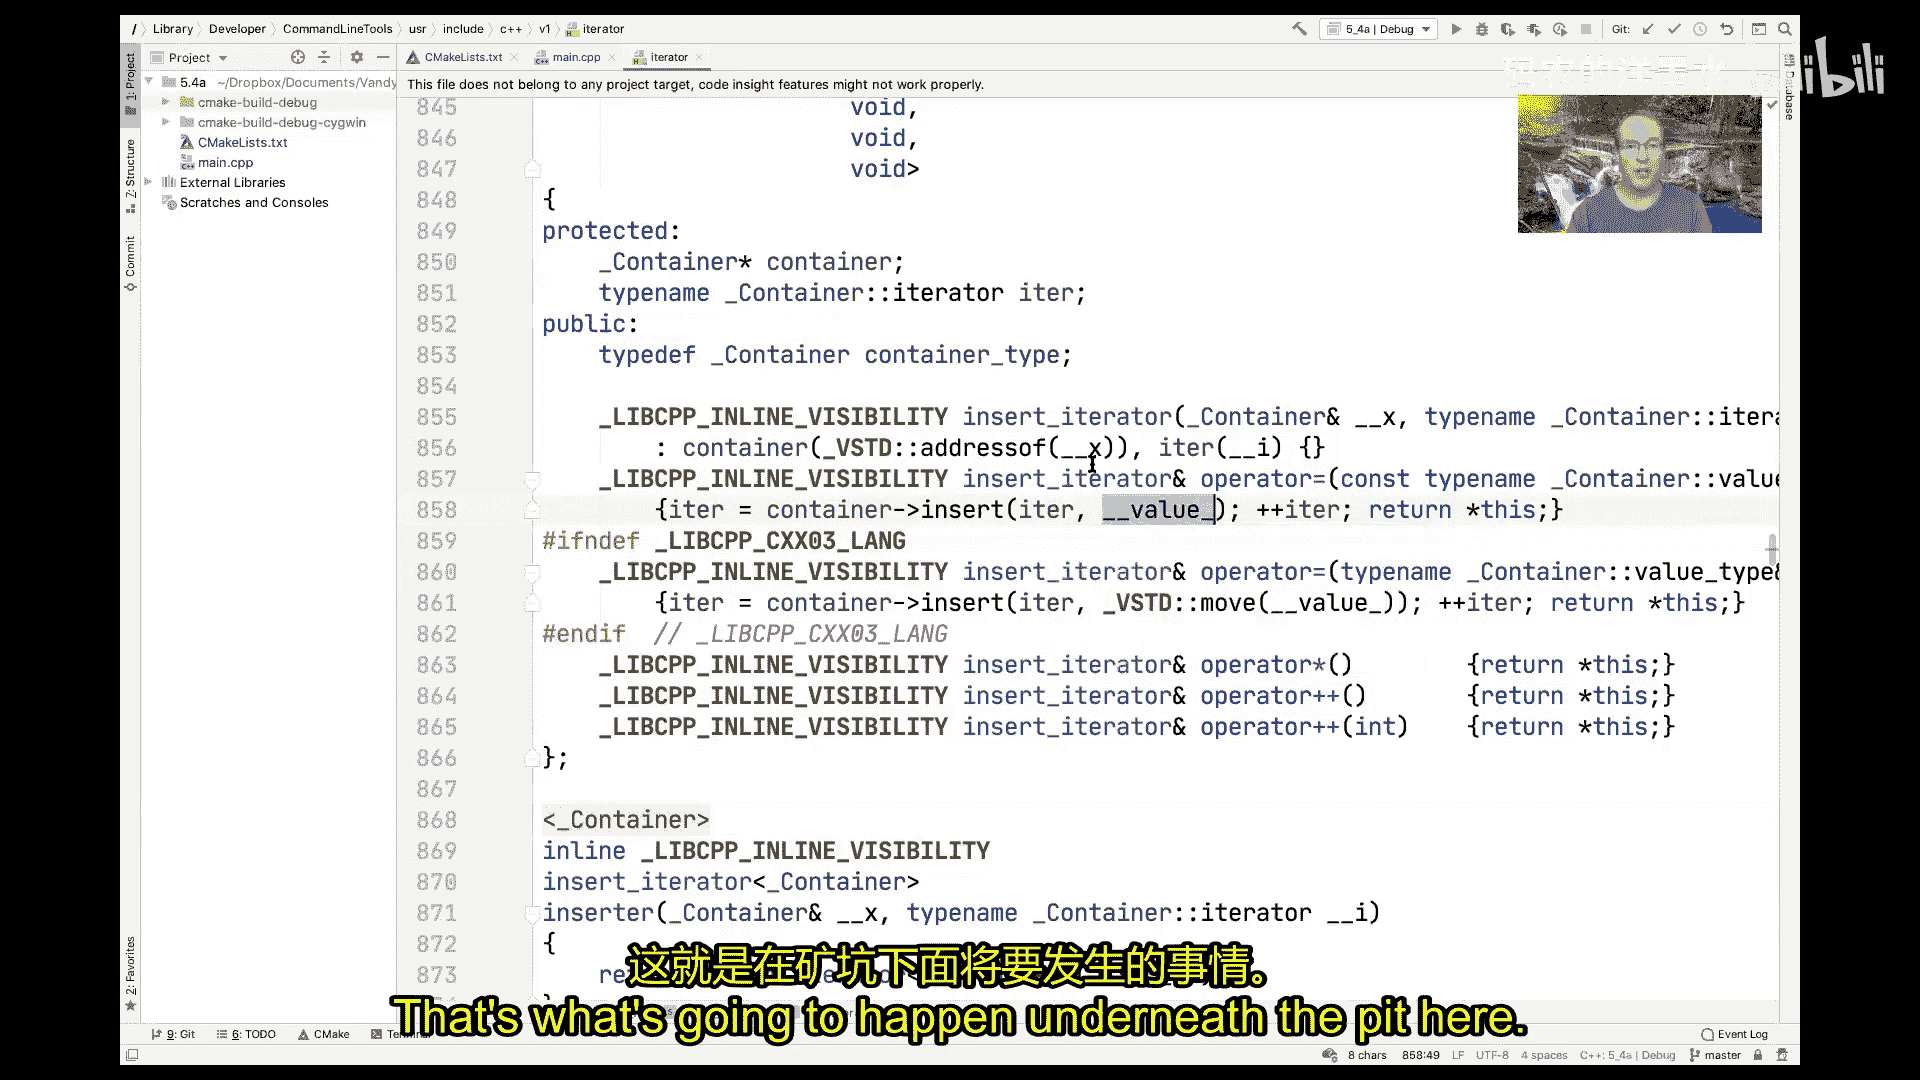 / Library Developer CommandLineTools usr include c++ v1 iterator
5_4a | Debug
Git:
Project
CMakeLists.txt
main.cpp
iterator
5.4a ~/Dropbox/Documents/Vandy
cmake-build-debug
cmake-build-debug-cygwin
CMakeLists.txt
main.cpp
External Libraries
Scratches and Consoles
1: Project
7: Structure
Commit
2: Favorites
Database
This file does not belong to any project target, code insight features might not work properly.
845 void,
846 void,
847 void>
848 {
849 protected:
850 _Container* container;
851 typename _Container::iterator iter;
852 public:
853 typedef _Container container_type;
854
855 _LIBCPP_INLINE_VISIBILITY insert_iterator(_Container& __x, typename _Container::itera
856 : container(_VSTD::addressof(__x)), iter(__i) {}
857 _LIBCPP_INLINE_VISIBILITY insert_iterator& operator=(const typename _Container::value
858 {iter = container->insert(iter, __value_); ++iter; return *this;}
859 #ifndef _LIBCPP_CXX03_LANG
860 _LIBCPP_INLINE_VISIBILITY insert_iterator& operator=(typename _Container::value_type&
861 {iter = container->insert(iter, _VSTD::move(__value_)); ++iter; return *this;}
862 #endif // _LIBCPP_CXX03_LANG
863 _LIBCPP_INLINE_VISIBILITY insert_iterator& operator*() {return *this;}
864 _LIBCPP_INLINE_VISIBILITY insert_iterator& operator++() {return *this;}
865 _LIBCPP_INLINE_VISIBILITY insert_iterator& operator++(int) {return *this;}
866 };
867
868 <_Container>
869 inline _LIBCPP_INLINE_VISIBILITY
870 insert_iterator<_Container>
871 inserter(_Container& __x, typename _Container::iterator __i)
872 {
873 re
这就是在矿坑下面将要发生的事情。
That's what's going to happen underneath the pit here.
9: Git 6: TODO CMake Termin
Event Log
8 chars 858:49 LF UTF-8 4 spaces C++: 5_4a | Debug master